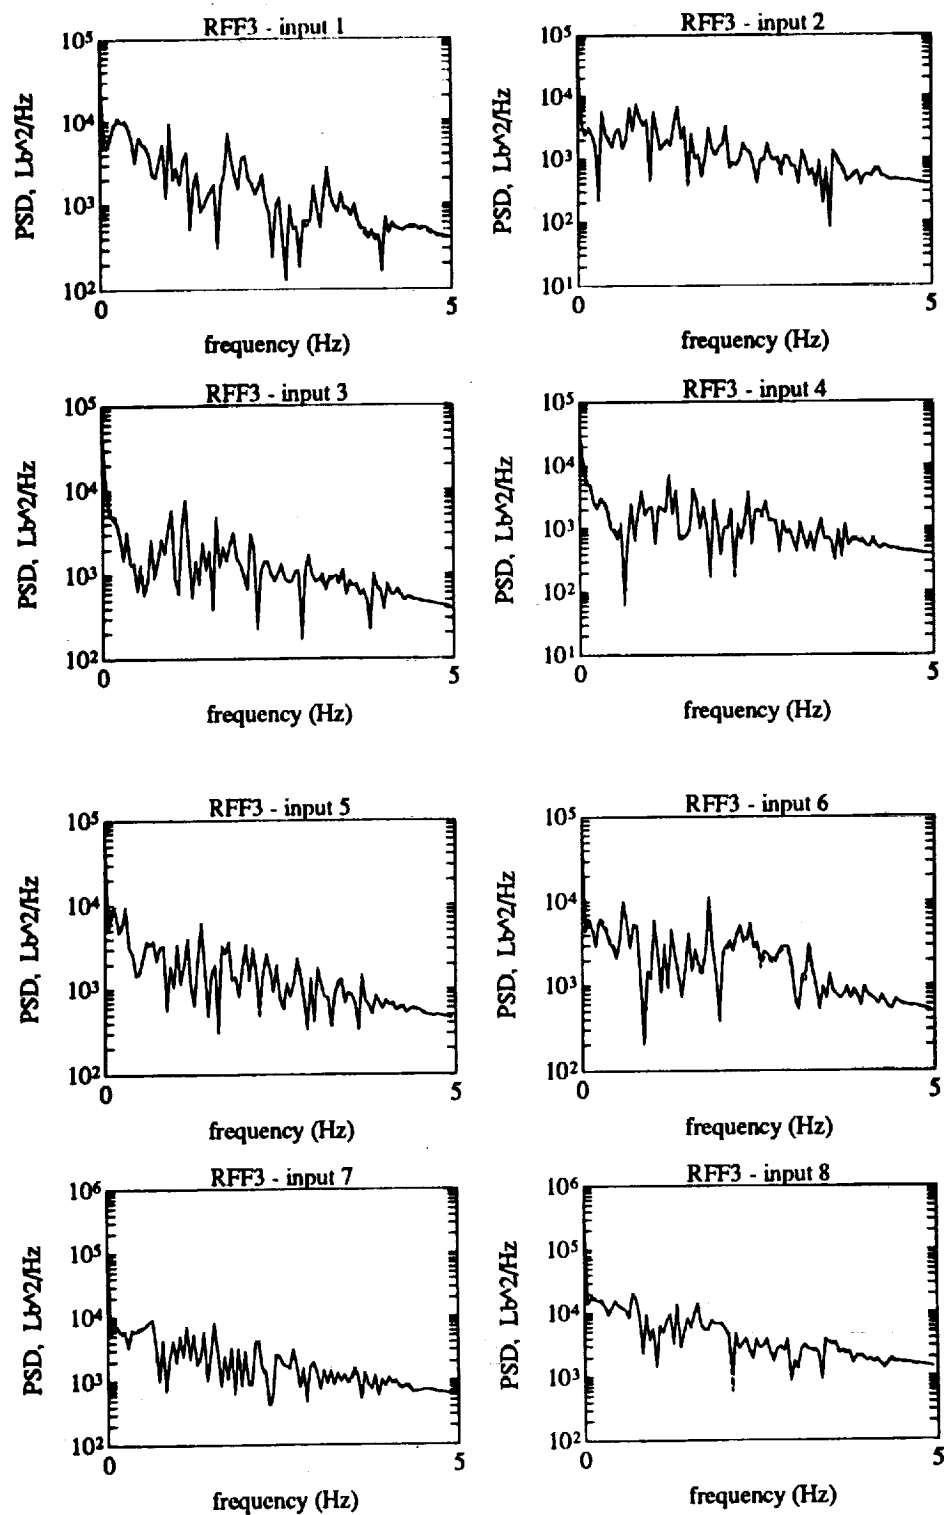 RFF3 - input 1
PSD, Lb^2/Hz
10^5
10^4
10^3
10^2
0
5
frequency (Hz)
RFF3 - input 2
PSD, Lb^2/Hz
10^5
10^4
10^3
10^2
10^1
0
5
frequency (Hz)
RFF3 - input 3
PSD, Lb^2/Hz
10^5
10^4
10^3
10^2
0
5
frequency (Hz)
RFF3 - input 4
PSD, Lb^2/Hz
10^5
10^4
10^3
10^2
10^1
0
5
frequency (Hz)
RFF3 - input 5
PSD, Lb^2/Hz
10^5
10^4
10^3
10^2
0
5
frequency (Hz)
RFF3 - input 6
PSD, Lb^2/Hz
10^5
10^4
10^3
10^2
0
5
frequency (Hz)
RFF3 - input 7
PSD, Lb^2/Hz
10^6
10^5
10^4
10^3
10^2
0
5
frequency (Hz)
RFF3 - input 8
PSD, Lb^2/Hz
10^6
10^5
10^4
10^3
10^2
0
5
frequency (Hz)